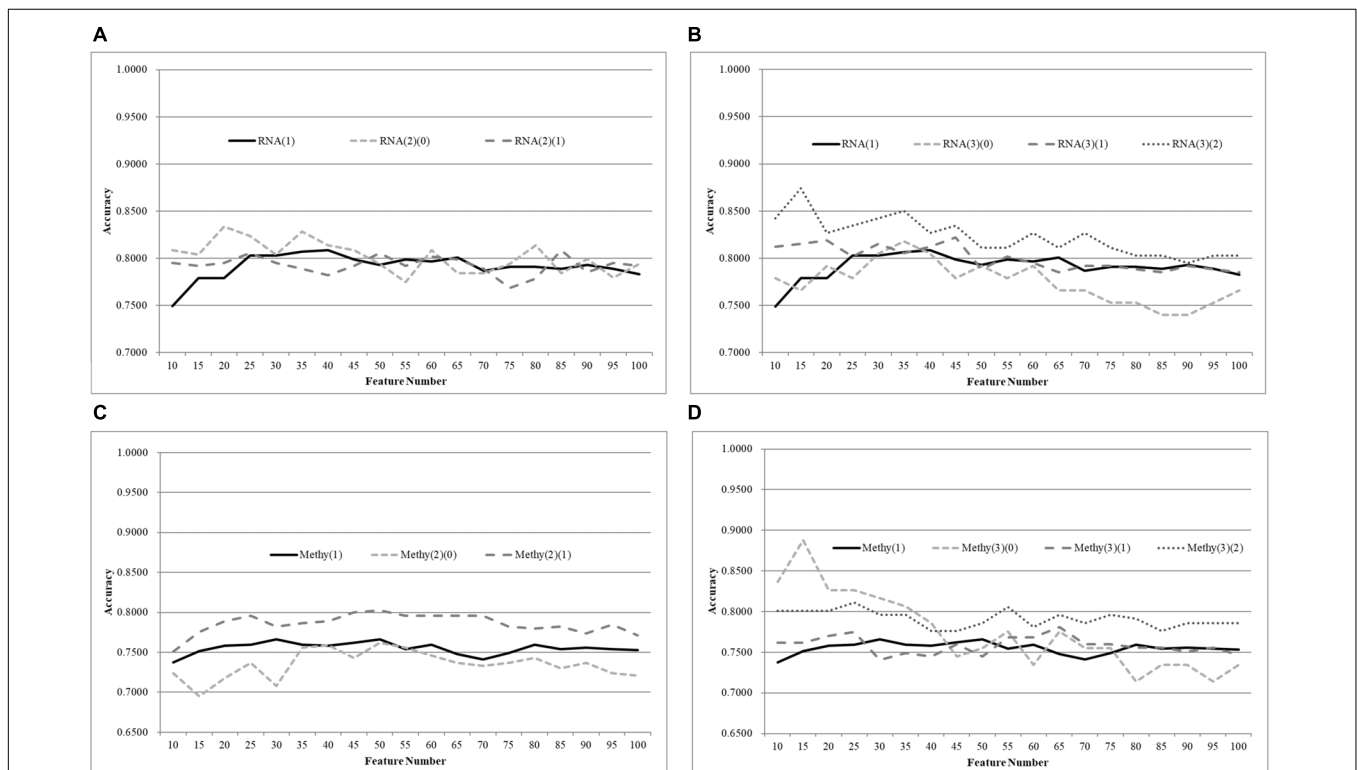 A
1.0000
0.9500
0.9000
0.8500
0.8000
0.7500
0.7000
Accuracy
RNA(1) RNA(2)(0) RNA(2)(1)
10 15 20 25 30 35 40 45 50 55 60 65 70 75 80 85 90 95 100
Feature Number
B
1.0000
0.9500
0.9000
0.8500
0.8000
0.7500
0.7000
Accuracy
RNA(1) RNA(3)(0) RNA(3)(1) RNA(3)(2)
10 15 20 25 30 35 40 45 50 55 60 65 70 75 80 85 90 95 100
Feature Number
C
1.0000
0.9500
0.9000
0.8500
0.8000
0.7500
0.7000
0.6500
Accuracy
Methy(1) Methy(2)(0) Methy(2)(1)
10 15 20 25 30 35 40 45 50 55 60 65 70 75 80 85 90 95 100
Feature Number
D
1.0000
0.9500
0.9000
0.8500
0.8000
0.7500
0.7000
0.6500
Accuracy
Methy(1) Methy(3)(0) Methy(3)(1) Methy(3)(2)
10 15 20 25 30 35 40 45 50 55 60 65 70 75 80 85 90 95 100
Feature Number